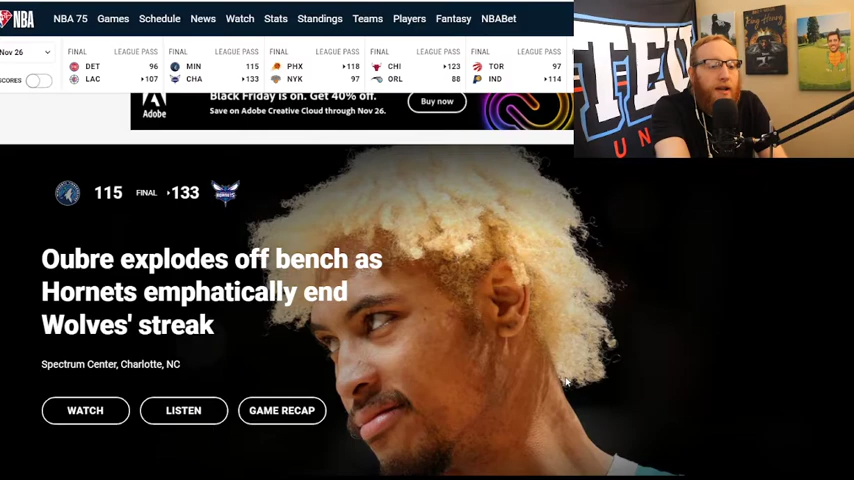 NBA
NBA 75 Games Schedule News Watch Stats Standings Teams Players Fantasy NBABet
Nov 26
SCORES
FINAL LEAGUE PASS
DET 96
LAC 107
FINAL LEAGUE PASS
MIN 115
CHA 133
FINAL LEAGUE PASS
PHX 118
NYK 97
FINAL LEAGUE PASS
CHI 123
ORL 88
FINAL LEAGUE PASS
TOR 97
IND 114
Adobe
Black Friday is on. Get 40% off.
Save on Adobe Creative Cloud through Nov 26.
Buy now
TEU
UN
115 FINAL 133
HORNETS
Oubre explodes off bench as
Hornets emphatically end
Wolves' streak
Spectrum Center, Charlotte, NC
WATCH LISTEN GAME RECAP